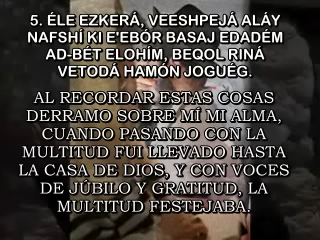 5. ÉLE EZKERÁ, VEESHPEJÁ ALÁY
NAFSHÍ KI E'EBÓR BASAJ EDADÉM
AD-BÉT ELOHÍM, BEQOL RINÁ
VETODÁ HAMÓN JOGUÉG.
AL RECORDAR ESTAS COSAS
DERRAMO SOBRE MÍ MI ALMA,
CUANDO PASANDO CON LA
MULTITUD FUI LLEVADO HASTA
LA CASA DE DIOS, Y CON VOCES
DE JÚBILO Y GRATITUD, LA
MULTITUD FESTEJABA.